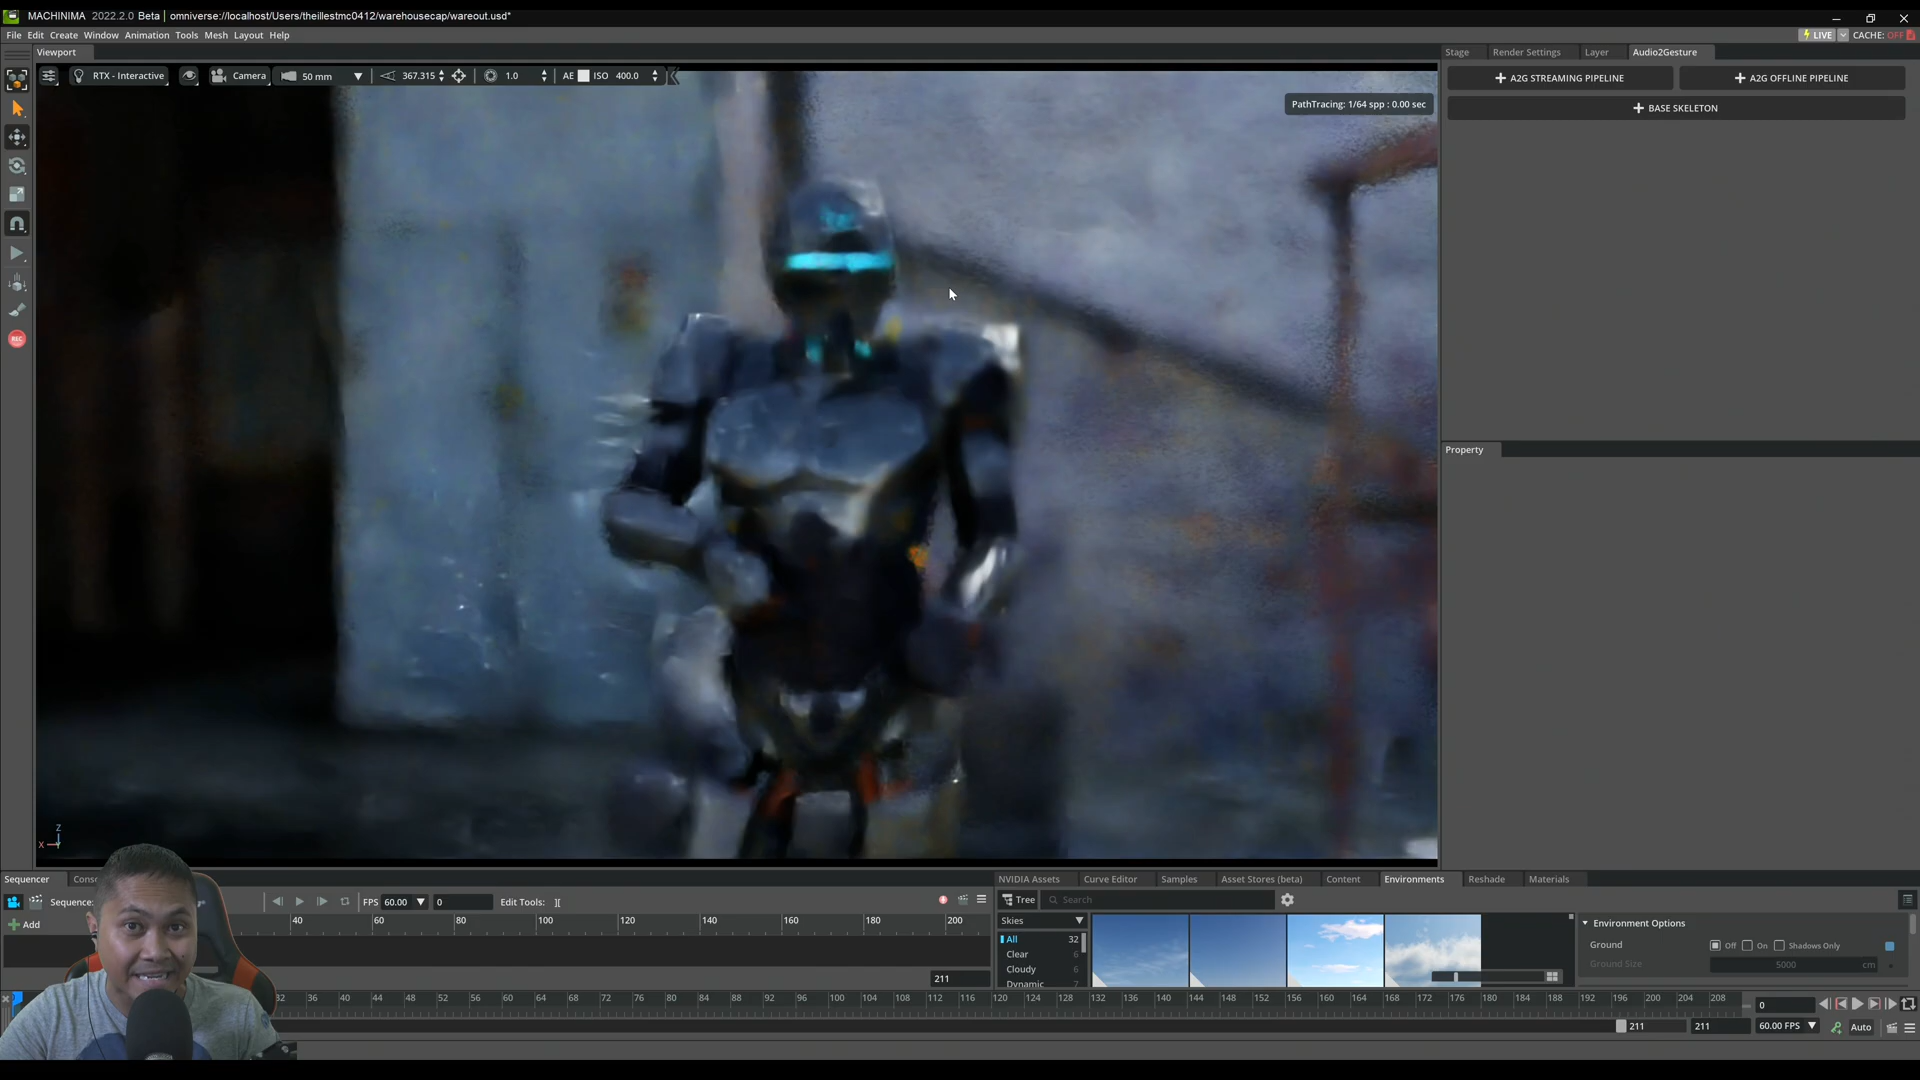 MACHINIMA 2022.2.0 Beta | omniverse://localhost/Users/theillestmc0412/warehousecap/wareout.usd*
File Edit Create Window Animation Tools Mesh Layout Help
LIVE CACHE: OFF
Viewport
Stage Render Settings Layer Audio2Gesture
RTX - Interactive Camera 50 mm 367.315 1.0 AE ISO 400.0
A2G STREAMING PIPELINE A2G OFFLINE PIPELINE
PathTracing: 1/64 spp : 0.00 sec
BASE SKELETON
REC
Property
Z
X
Sequencer Conso
NVIDIA Assets Curve Editor Samples Asset Stores (beta) Content Environments Reshade Materials
Sequence: FPS 60.00 0 Edit Tools:
Tree Search
Add 40 60 80 100 120 140 160 180 200
Skies
All 32
Clear 6
Cloudy 6
Dynamic 7
Environment Options
Ground Off On Shadows Only
Ground Size 5000 cm
211
32 36 40 44 48 52 56 60 64 68 72 76 80 84 88 92 96 100 104 108 112 116 120 124 128 132 136 140 144 148 152 156 160 164 168 172 176 180 184 188 192 196 200 204 208
0
211 211 60.00 FPS Auto